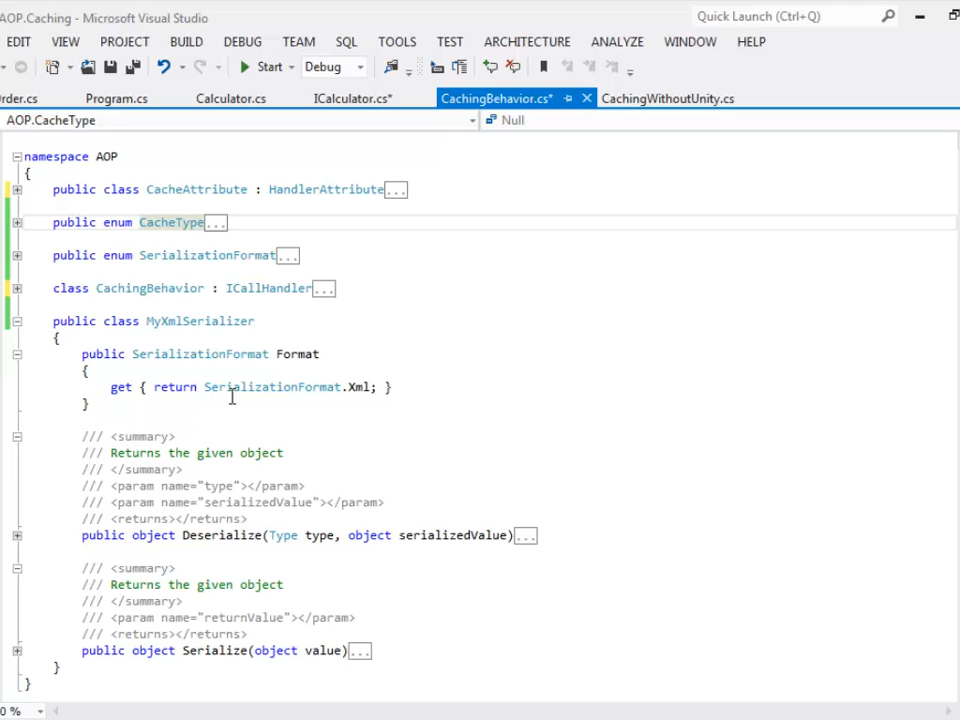 AOP.Caching - Microsoft Visual Studio
Quick Launch (Ctrl+Q)
EDIT VIEW PROJECT BUILD DEBUG TEAM SQL TOOLS TEST ARCHITECTURE ANALYZE WINDOW HELP
Start Debug
rder.cs Program.cs Calculator.cs ICalculator.cs* CachingBehavior.cs* CachingWithoutUnity.cs
AOP.CacheType Null
namespace AOP
{
public class CacheAttribute : HandlerAttribute...
public enum CacheType...
public enum SerializationFormat...
class CachingBehavior : ICallHandler...
public class MyXmlSerializer
{
public SerializationFormat Format
{
get { return SerializationFormat.Xml; }
}
/// <summary>
/// Returns the given object
/// </summary>
/// <param name="type"></param>
/// <param name="serializedValue"></param>
/// <returns></returns>
public object Deserialize(Type type, object serializedValue)...
/// <summary>
/// Returns the given object
/// </summary>
/// <param name="returnValue"></param>
/// <returns></returns>
public object Serialize(object value)...
}
}
0 %